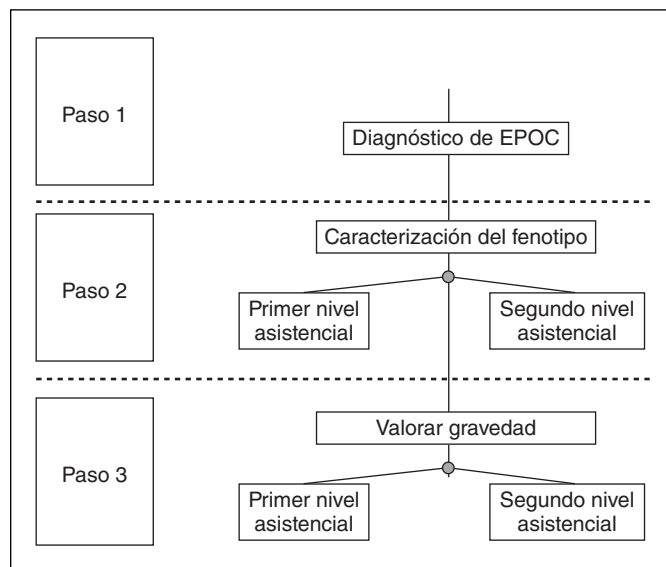 Paso 1
Diagnóstico de EPOC
Caracterización del fenotipo
Paso 2
Primer nivel
asistencial
Segundo nivel
asistencial
Valorar gravedad
Paso 3
Primer nivel
asistencial
Segundo nivel
asistencial